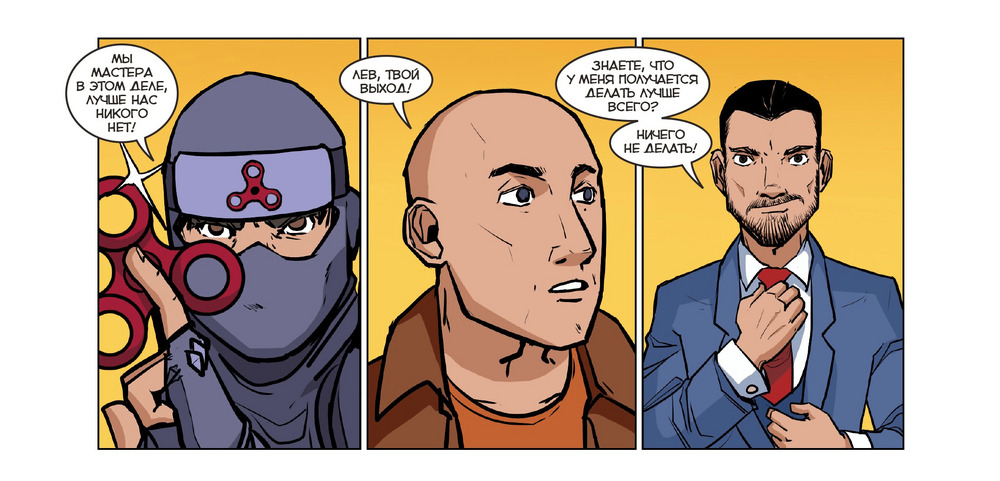 МЫ
МАСТЕРА
В ЭТОМ ДЕЛЕ,
ЛУЧШЕ НАС
НИКОГО
НЕТ!
ЛЕВ, ТВОЙ
ВЫХОД!
ЗНАЕТЕ, ЧТО
У МЕНЯ ПОЛУЧАЕТСЯ
ДЕЛАТЬ ЛУЧШЕ
ВСЕГО?
НИЧЕГО
НЕ ДЕЛАТЬ!